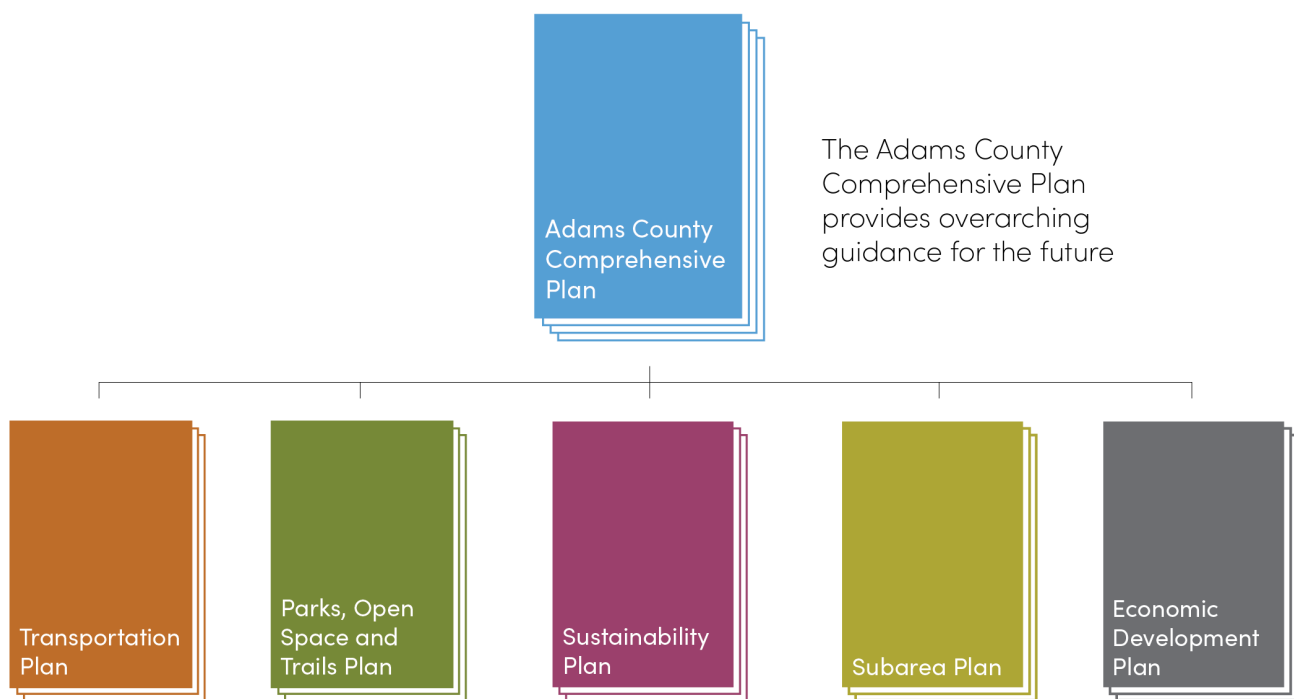 Adams County
Comprehensive
Plan
The Adams County
Comprehensive Plan
provides overarching
guidance for the future
Transportation
Plan
Parks, Open
Space and
Trails Plan
Sustainability
Plan
Subarea Plan
Economic
Development
Plan